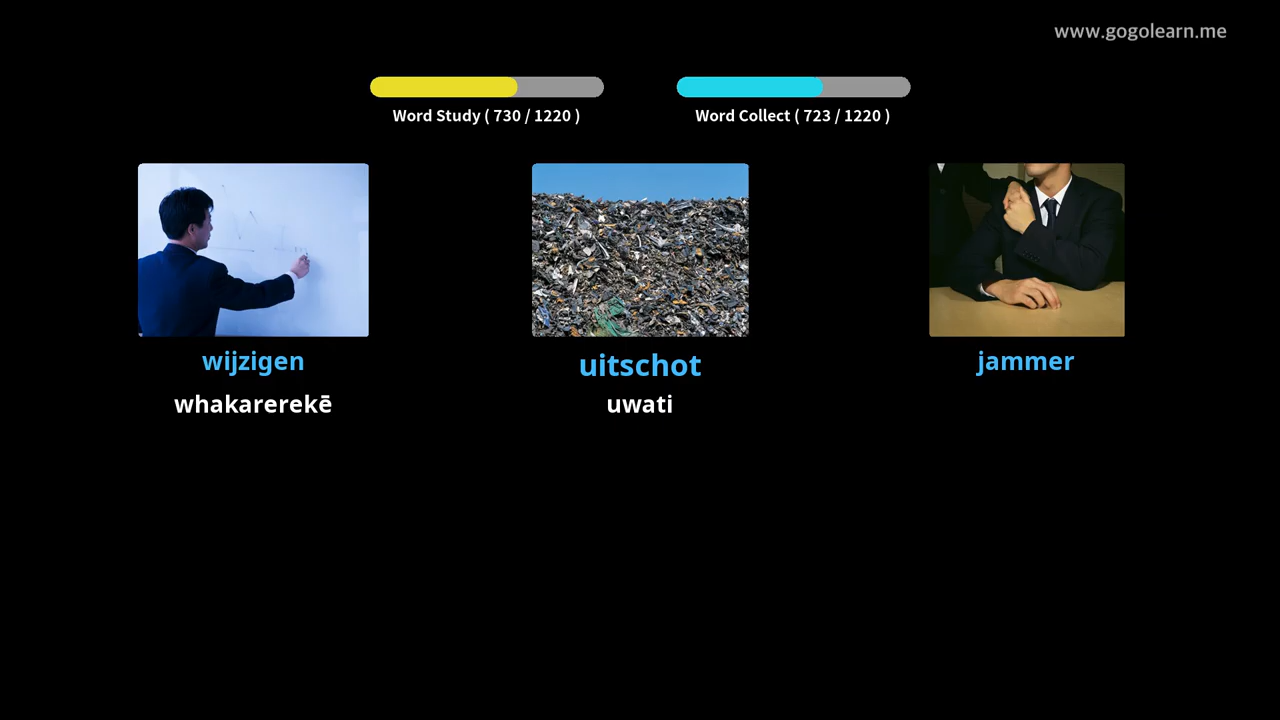 www.gogolearn.me
Word Study ( 730 / 1220 )
Word Collect ( 723 / 1220 )
wijzigen
uitschot
jammer
whakarerekē
uwati